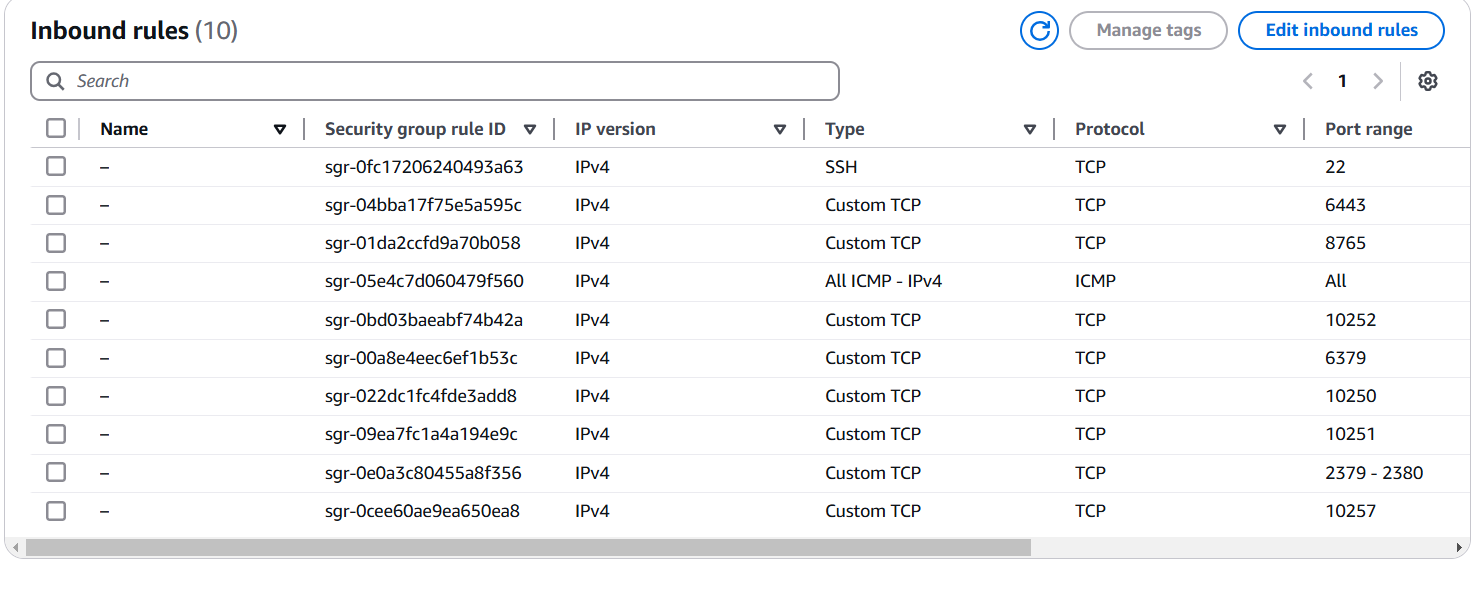 Inbound rules (10)
Manage tags
Edit inbound rules
Search
1
Name Security group rule ID IP version Type Protocol Port range
– sgr-0fc17206240493a63 IPv4 SSH TCP 22
– sgr-04bba17f75e5a595c IPv4 Custom TCP TCP 6443
– sgr-01da2ccfd9a70b058 IPv4 Custom TCP TCP 8765
– sgr-05e4c7d060479f560 IPv4 All ICMP - IPv4 ICMP All
– sgr-0bd03baeabf74b42a IPv4 Custom TCP TCP 10252
– sgr-00a8e4eec6ef1b53c IPv4 Custom TCP TCP 6379
– sgr-022dc1fc4fde3add8 IPv4 Custom TCP TCP 10250
– sgr-09ea7fc1a4a194e9c IPv4 Custom TCP TCP 10251
– sgr-0e0a3c80455a8f356 IPv4 Custom TCP TCP 2379 - 2380
– sgr-0cee60ae9ea650ea8 IPv4 Custom TCP TCP 10257